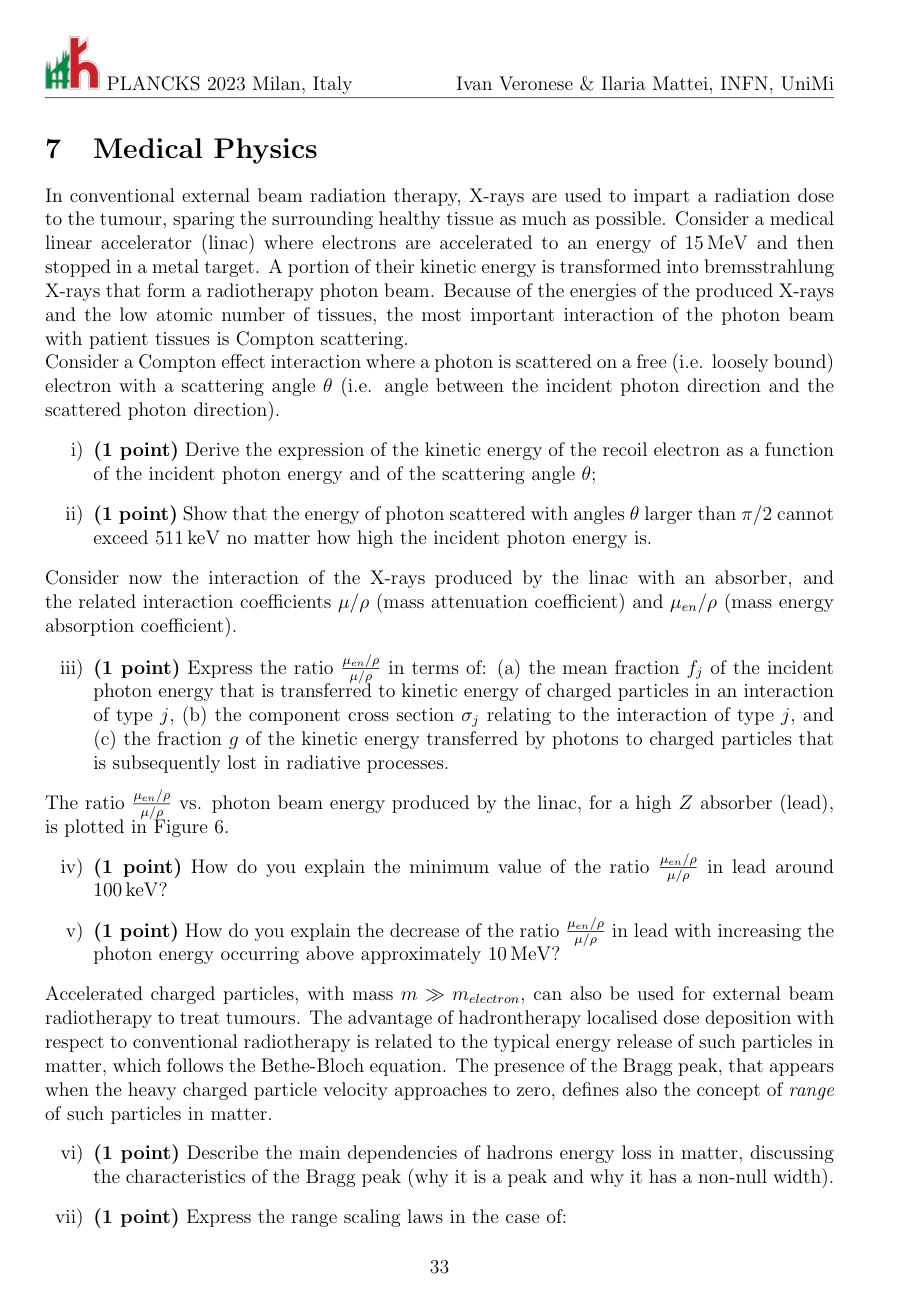 PLANCKS 2023 Milan, Italy Ivan Veronese & Ilaria Mattei, INFN, UniMi
7 Medical Physics
In conventional external beam radiation therapy, X-rays are used to impart a radiation dose
to the tumour, sparing the surrounding healthy tissue as much as possible. Consider a medical
linear accelerator (linac) where electrons are accelerated to an energy of 15 MeV and then
stopped in a metal target. A portion of their kinetic energy is transformed into bremsstrahlung
X-rays that form a radiotherapy photon beam. Because of the energies of the produced X-rays
and the low atomic number of tissues, the most important interaction of the photon beam
with patient tissues is Compton scattering.
Consider a Compton effect interaction where a photon is scattered on a free (i.e. loosely bound)
electron with a scattering angle θ (i.e. angle between the incident photon direction and the
scattered photon direction).
i) (1 point) Derive the expression of the kinetic energy of the recoil electron as a function
of the incident photon energy and of the scattering angle θ;
ii) (1 point) Show that the energy of photon scattered with angles θ larger than π/2 cannot
exceed 511 keV no matter how high the incident photon energy is.
Consider now the interaction of the X-rays produced by the linac with an absorber, and
the related interaction coefficients μ/ρ (mass attenuation coefficient) and μ_en/ρ (mass energy
absorption coefficient).
iii) (1 point) Express the ratio \frac{μ_{en}/ρ}{μ/ρ} in terms of: (a) the mean fraction f_j of the incident
photon energy that is transferred to kinetic energy of charged particles in an interaction
of type j, (b) the component cross section σ_j relating to the interaction of type j, and
(c) the fraction g of the kinetic energy transferred by photons to charged particles that
is subsequently lost in radiative processes.
The ratio \frac{μ_{en}/ρ}{μ/ρ} vs. photon beam energy produced by the linac, for a high Z absorber (lead),
is plotted in Figure 6.
iv) (1 point) How do you explain the minimum value of the ratio \frac{μ_{en}/ρ}{μ/ρ} in lead around
100 keV?
v) (1 point) How do you explain the decrease of the ratio \frac{μ_{en}/ρ}{μ/ρ} in lead with increasing the
photon energy occurring above approximately 10 MeV?
Accelerated charged particles, with mass m ≫ m_electron, can also be used for external beam
radiotherapy to treat tumours. The advantage of hadrontherapy localised dose deposition with
respect to conventional radiotherapy is related to the typical energy release of such particles in
matter, which follows the Bethe-Bloch equation. The presence of the Bragg peak, that appears
when the heavy charged particle velocity approaches to zero, defines also the concept of range
of such particles in matter.
vi) (1 point) Describe the main dependencies of hadrons energy loss in matter, discussing
the characteristics of the Bragg peak (why it is a peak and why it has a non-null width).
vii) (1 point) Express the range scaling laws in the case of:
33